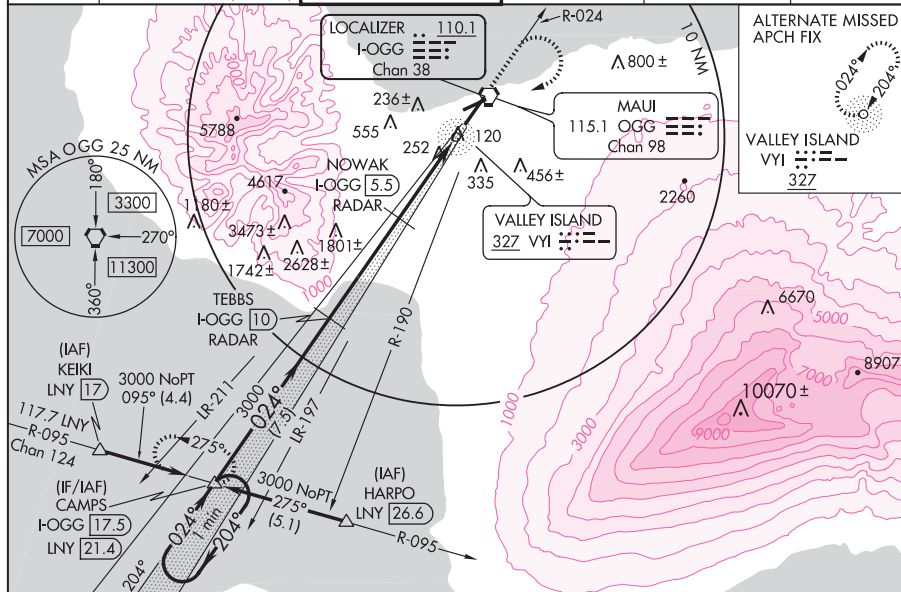 LOCALIZER 110.1
I-OGG
Chan 38
R-024
10 NM
ALTERNATE MISSED
APCH FIX
024°
204°
VALLEY ISLAND
VYI
327
3000
5788
800±
236±
555
252
120
MAUI
115.1 OGG
Chan 98
335
456±
2260
MSA OGG 25 NM
180°
3300
7000
270°
11300
360°
NOWAK
I-OGG 5.5
RADAR
4617
1180±
3473±
1801±
1742±
2628±
1000
VALLEY ISLAND
327 VYI
TEBBS
I-OGG 10
RADAR
R-190
6670
5000
7000
8907
10070±
9000
1000
3000
(IAF)
KEIKI
LNY 17
3000 NoPT
095° (4.4)
LR-211
3000
024°
(7.5)
LR-197
117.7 LNY
R-095
Chan 124
275°
(IF/IAF)
CAMPS
I-OGG 17.5
LNY 21.4
3000 NoPT
275°
(5.1)
(IAF)
HARPO
LNY 26.6
R-095
024°
1 min
204°
204°